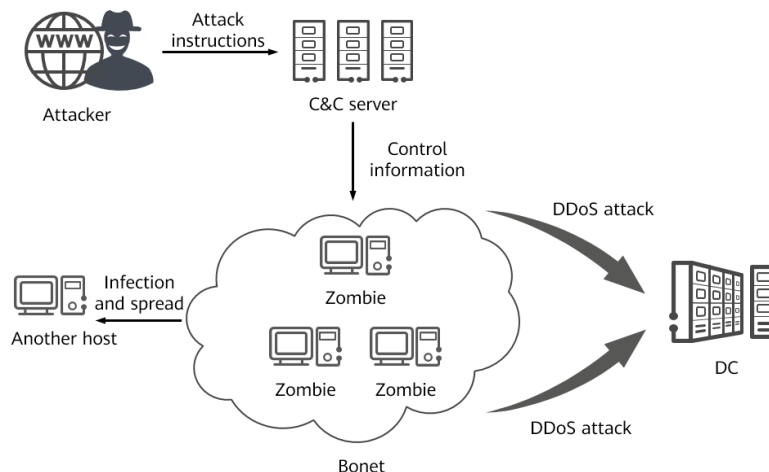 WWW
Attacker
Attack
instructions
C&C server
Control
information
DDoS attack
Zombie
Infection
and spread
Another host
Zombie
Zombie
DC
DDoS attack
Bonet